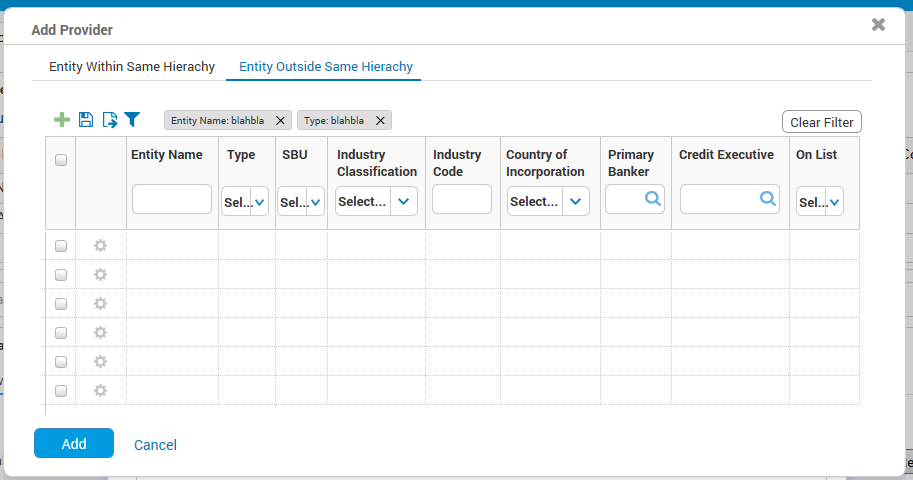 Add Provider
Entity Within Same Hierachy
Entity Outside Same Hierarchy
Entity Name: blahbla
Type: blahbla
Clear Filter
Entity Name
Type
SBU
Industry Classification
Industry Code
Country of Incorporation
Primary Banker
Credit Executive
On List
Sel...
Sel...
Select...
Select...
Sel...
Add
Cancel